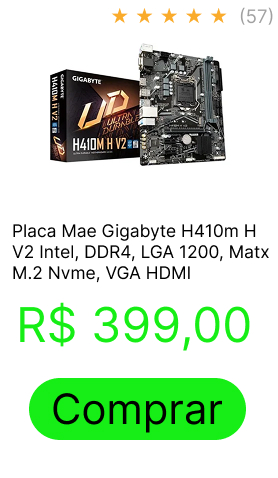 (57)
GIGABYTE
UD
ULTRA
DURABLE
H410M H V2
Placa Mae Gigabyte H410m H
V2 Intel, DDR4, LGA 1200, Matx
M.2 Nvme, VGA HDMI
R$ 399,00
Comprar